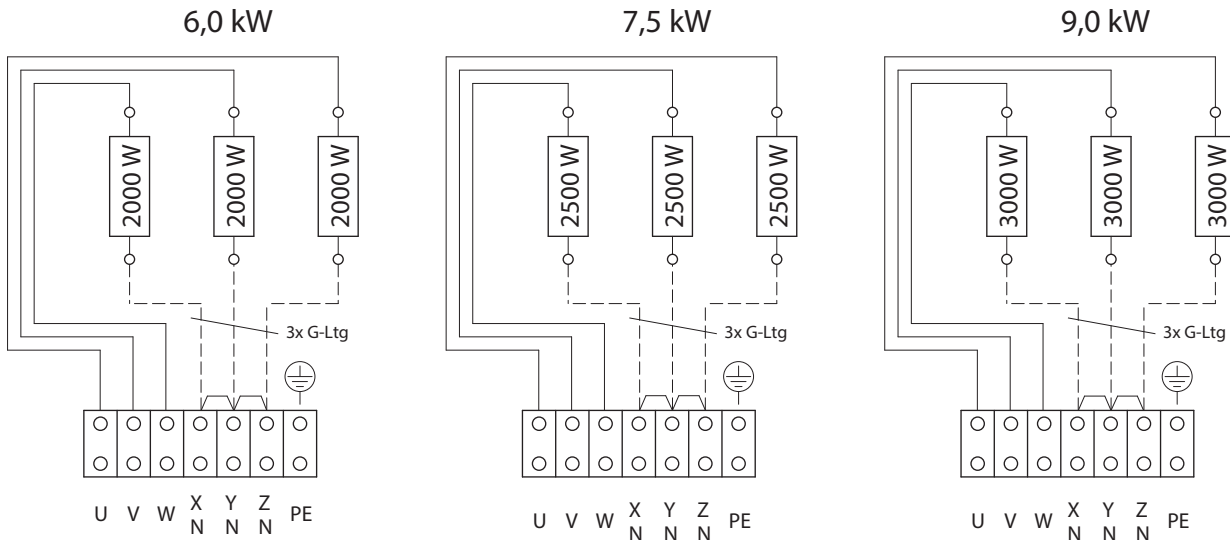 6,0 kW
2000 W
2000 W
2000 W
3x G-Ltg
U V W X Y Z PE
N N N
7,5 kW
2500 W
2500 W
2500 W
3x G-Ltg
U V W X Y Z PE
N N N
9,0 kW
3000 W
3000 W
3000 W
3x G-Ltg
U V W X Y Z PE
N N N